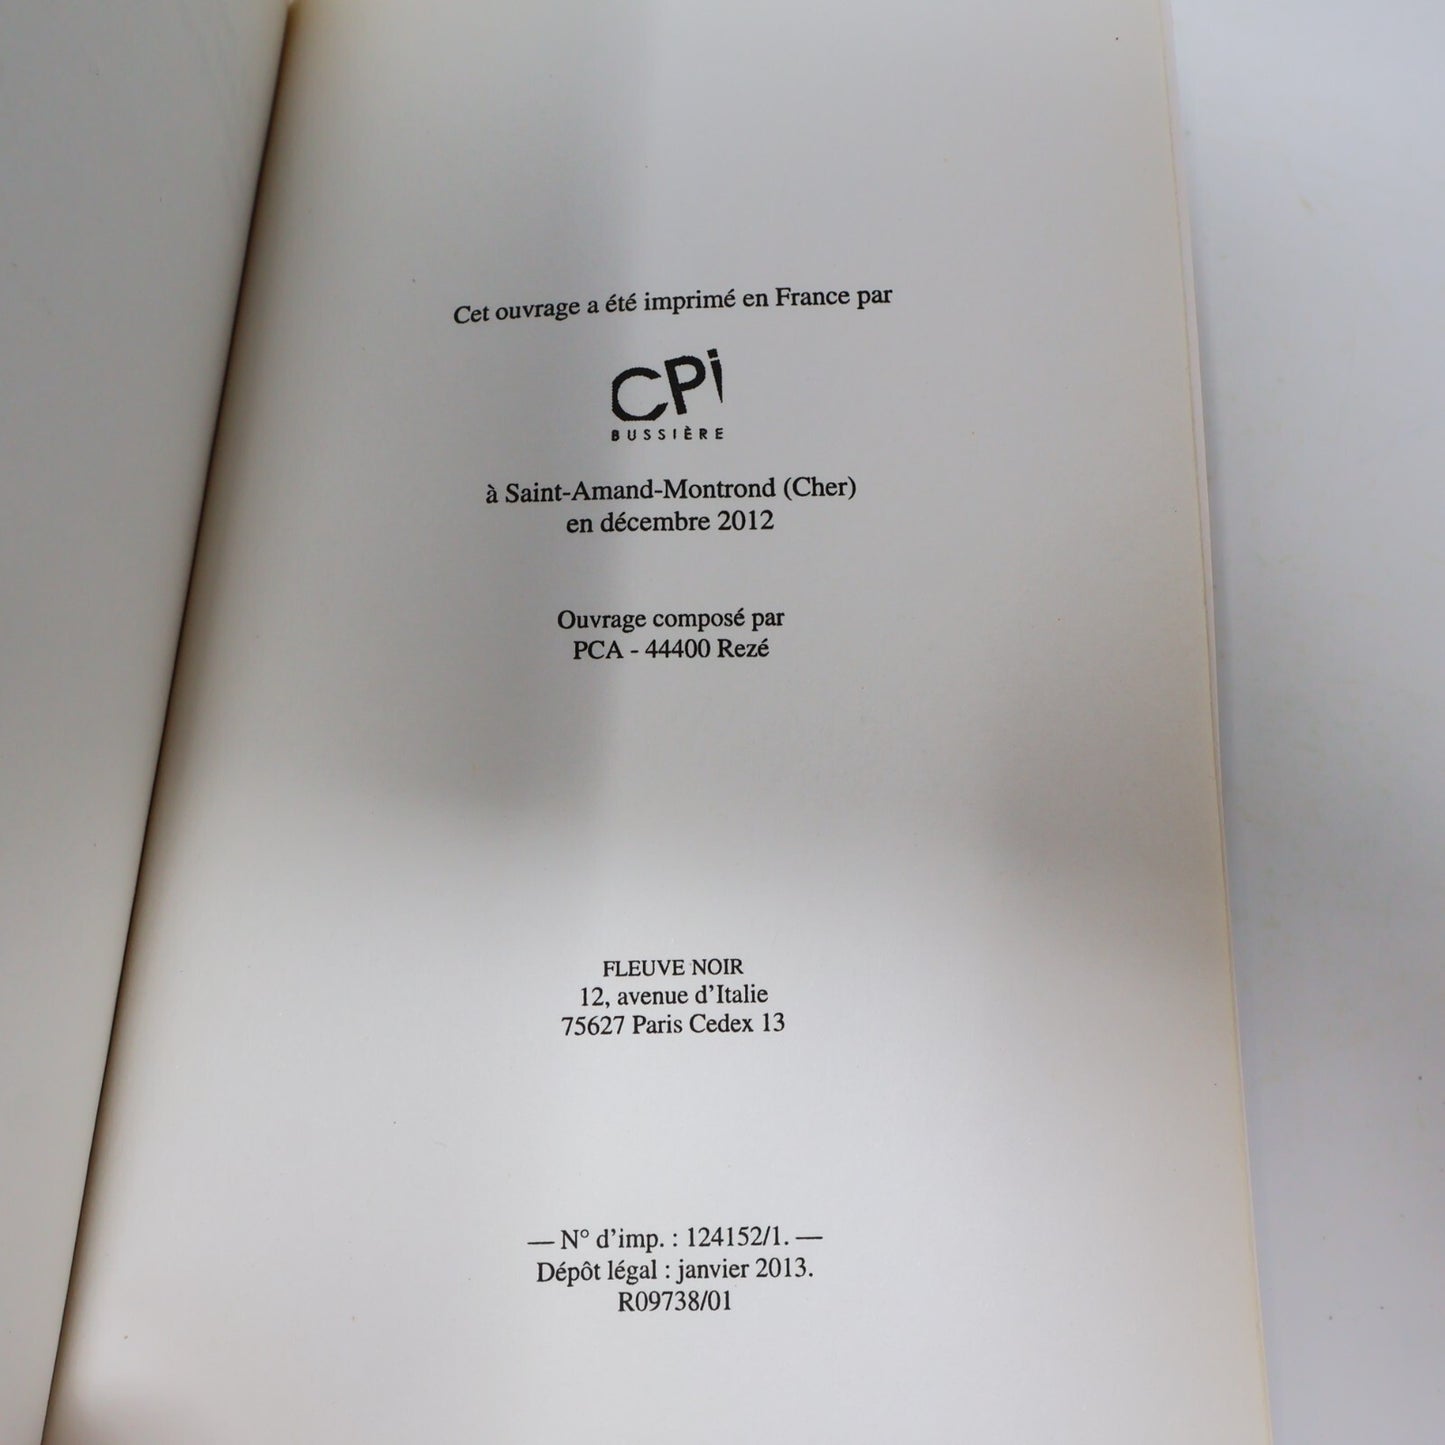 Cet ouvrage a été imprimé en France par
CPi
BUSSIÈRE
à Saint-Amand-Montrond (Cher)
en décembre 2012
Ouvrage composé par
PCA - 44400 Rezé
FLEUVE NOIR
12, avenue d’Italie
75627 Paris Cedex 13
— N° d’imp. : 124152/1. —
Dépôt légal : janvier 2013.
R09738/01